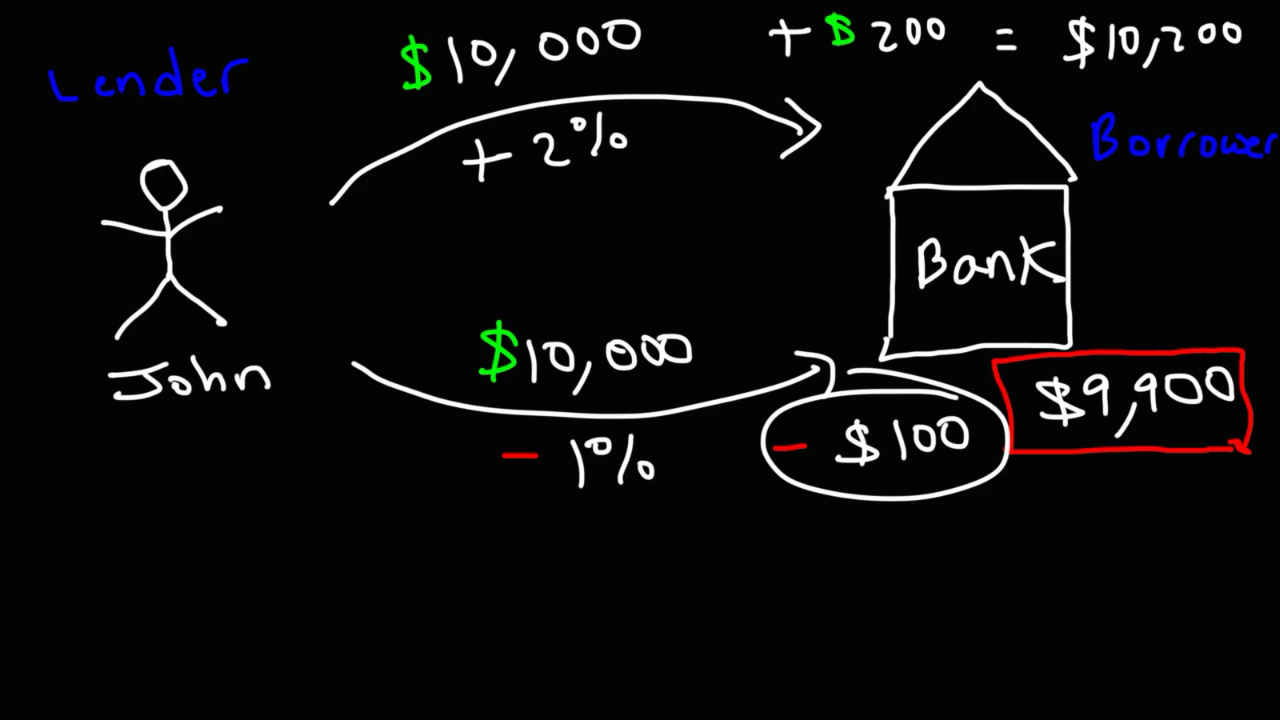 Lender
$10,000
+ $200 = $10,200
+ 2%
Borrower
Bank
John
$10,000
- 1%
- $100
$9,900